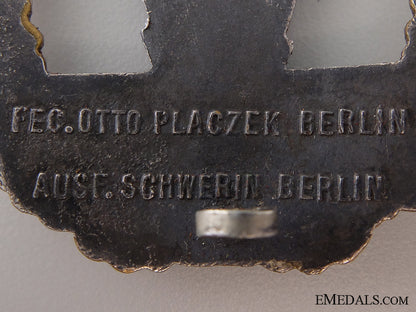 FEC. OTTO PLACZEK BERLIN
AUSF. SCHWERIN BERLIN
EMEDALS.COM